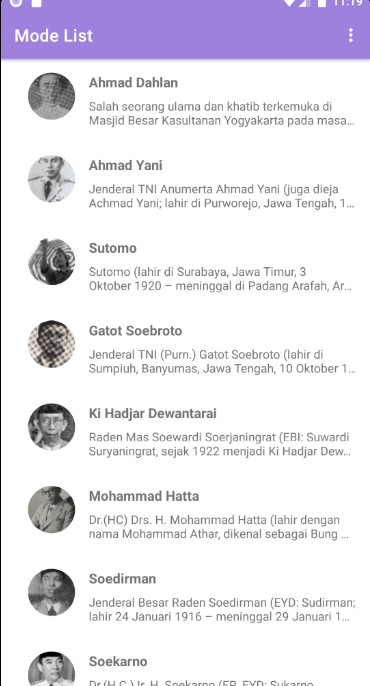 11:19
Mode List
Ahmad Dahlan
Salah seorang ulama dan khatib terkemuka di
Masjid Besar Kasultanan Yogyakarta pada masa...
Ahmad Yani
Jenderal TNI Anumerta Ahmad Yani (juga dieja
Achmad Yani; lahir di Purworejo, Jawa Tengah, 1...
Sutomo
Sutomo (lahir di Surabaya, Jawa Timur, 3
Oktober 1920 – meninggal di Padang Arafah, Ar...
Gatot Soebroto
Jenderal TNI (Purn.) Gatot Soebroto (lahir di
Sumpiuh, Banyumas, Jawa Tengah, 10 Oktober 1...
Ki Hadjar Dewantarai
Raden Mas Soewardi Soerjaningrat (EBI: Suwardi
Suryaningrat, sejak 1922 menjadi Ki Hadjar Dew...
Mohammad Hatta
Dr.(HC) Drs. H. Mohammad Hatta (lahir dengan
nama Mohammad Athar, dikenal sebagai Bung ...
Soedirman
Jenderal Besar Raden Soedirman (EYD: Sudirman;
lahir 24 Januari 1916 – meninggal 29 Januari 1...
Soekarno
Dr.(H.C.) Ir. H. Soekarno (ER, EYD: Sukarno,